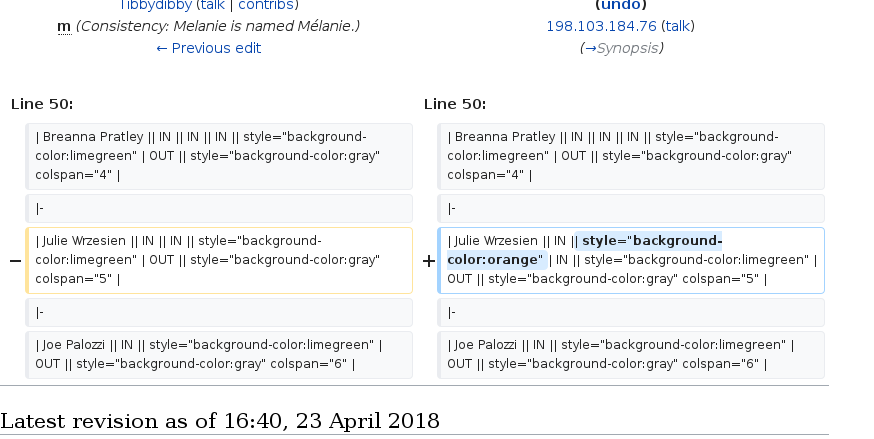 Tibbydibby (talk | contribs)
(undo)
m (Consistency: Melanie is named Mélanie.)
198.103.184.76 (talk)
← Previous edit
(→Synopsis)
Line 50:
Line 50:
| Breanna Pratley || IN || IN || IN || style="background-
color:limegreen" | OUT || style="background-color:gray"
colspan="4" |
| Breanna Pratley || IN || IN || IN || style="background-
color:limegreen" | OUT || style="background-color:gray"
colspan="4" |
|-
|-
− | Julie Wrzesien || IN || IN || style="background-
color:limegreen" | OUT || style="background-color:gray"
colspan="5" |
+ | Julie Wrzesien || IN || style="background-
color:orange" | IN || style="background-color:limegreen" |
OUT || style="background-color:gray" colspan="5" |
|-
|-
| Joe Palozzi || IN || style="background-color:limegreen" |
OUT || style="background-color:gray" colspan="6" |
| Joe Palozzi || IN || style="background-color:limegreen" |
OUT || style="background-color:gray" colspan="6" |
Latest revision as of 16:40, 23 April 2018